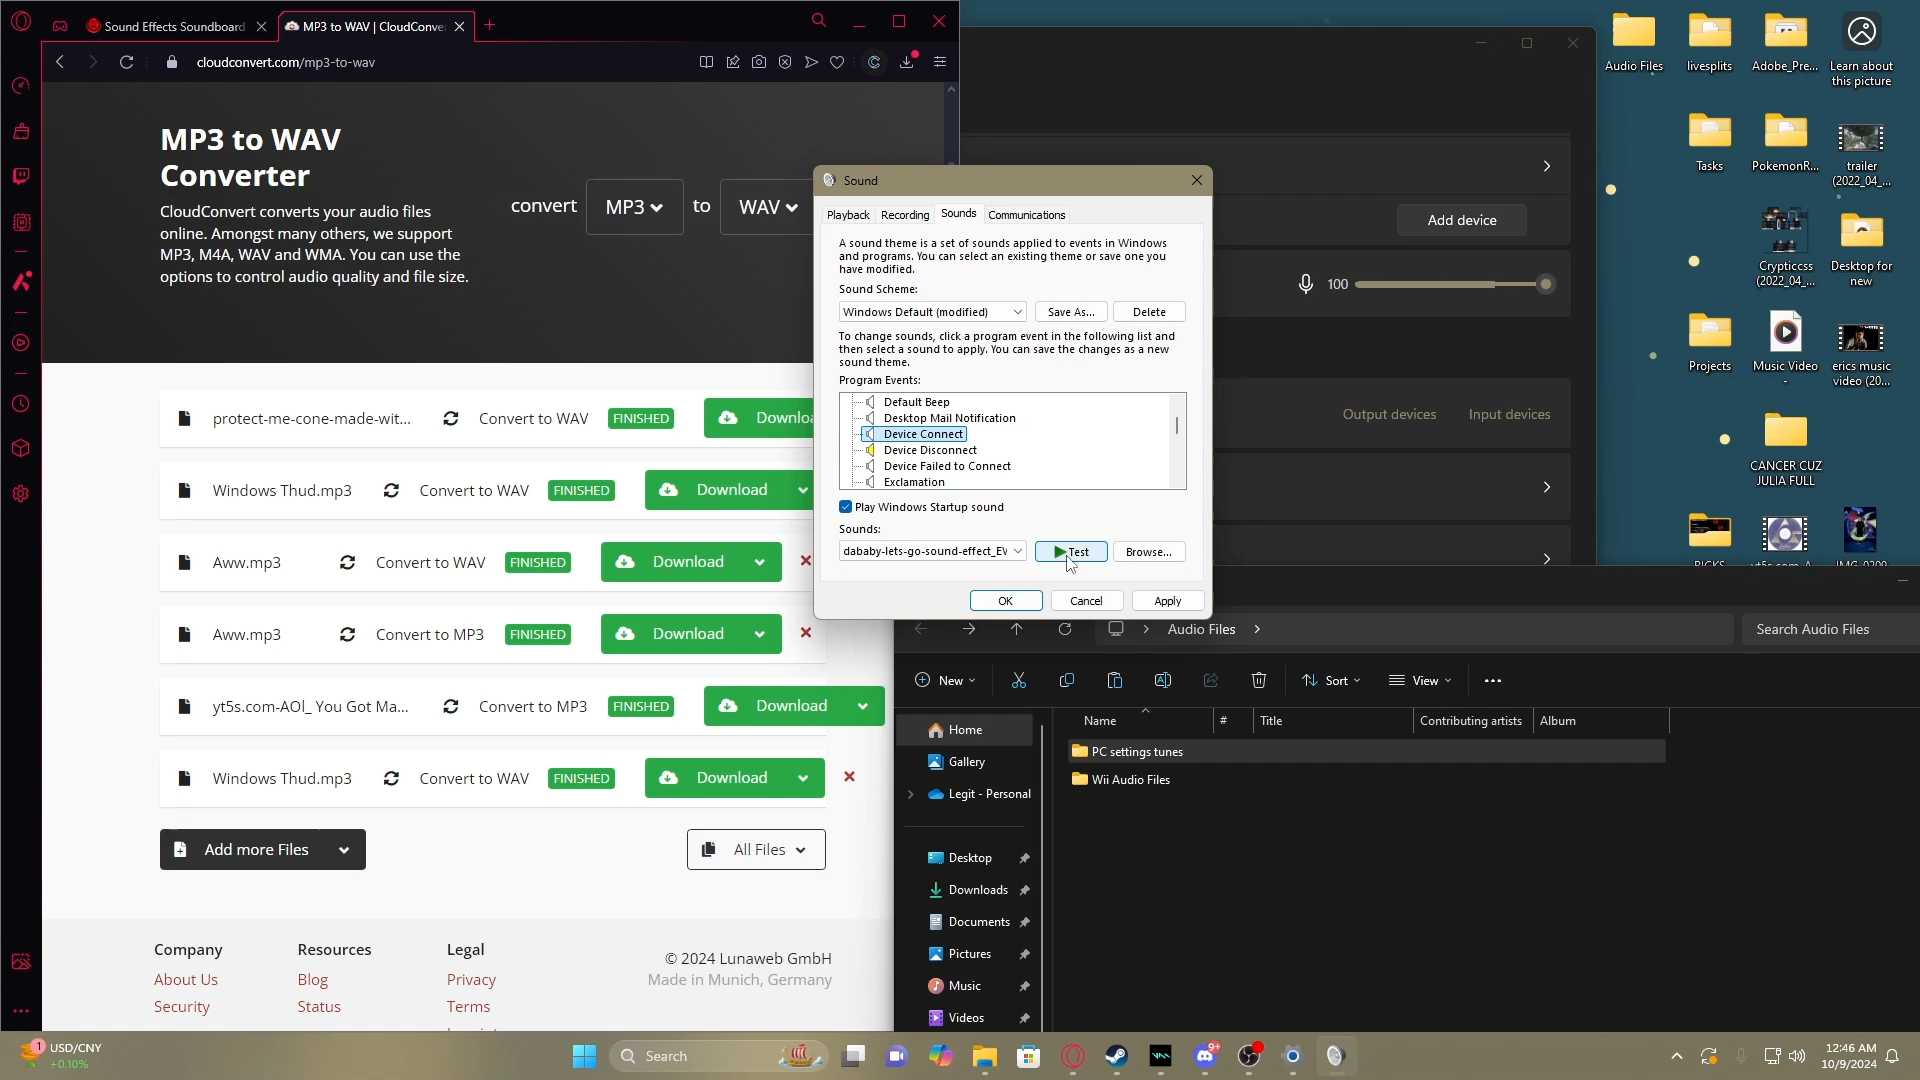 Sound Effects Soundboard
MP3 to WAV | CloudConve
cloudconvert.com/mp3-to-wav
MP3 to WAV
Converter
CloudConvert converts your audio files
online. Amongst many others, we support
MP3, M4A, WAV and WMA. You can use the
options to control audio quality and file size.
convert
MP3
to
WAV
protect-me-cone-made-wit...
Convert to WAV
FINISHED
Downloa
Windows Thud.mp3
Convert to WAV
FINISHED
Download
Aww.mp3
Convert to WAV
FINISHED
Download
Aww.mp3
Convert to MP3
FINISHED
Download
yt5s.com-AOl_ You Got Ma...
Convert to MP3
FINISHED
Download
Windows Thud.mp3
Convert to WAV
FINISHED
Download
Add more Files
All Files
Company
About Us
Security
Resources
Blog
Status
Legal
Privacy
Terms
© 2024 Lunaweb GmbH
Made in Munich, Germany
Sound
Playback
Recording
Sounds
Communications
A sound theme is a set of sounds applied to events in Windows
and programs. You can select an existing theme or save one you
have modified.
Sound Scheme:
Windows Default (modified)
Save As...
Delete
To change sounds, click a program event in the following list and
then select a sound to apply. You can save the changes as a new
sound theme.
Program Events:
Default Beep
Desktop Mail Notification
Device Connect
Device Disconnect
Device Failed to Connect
Exclamation
Play Windows Startup sound
Sounds:
dababy-lets-go-sound-effect_EV
Test
Browse...
OK
Cancel
Apply
Add device
100
Output devices
Input devices
Audio Files
Search Audio Files
New
Sort
View
Name
#
Title
Contributing artists
Album
Home
Gallery
Legit - Personal
Desktop
Downloads
Documents
Pictures
Music
Videos
PC settings tunes
Wii Audio Files
Audio Files
livesplits
Adobe_Pre...
Learn about
this picture
Tasks
PokemonR...
trailer
(2022_04_...
Crypticcss
(2022_04_...
Desktop for
new
Projects
Music Video
-
erics music
video (20...
CANCER CUZ
JULIA FULL
1
USD/CNY
+0.10%
Search
9+
12:46 AM
10/9/2024